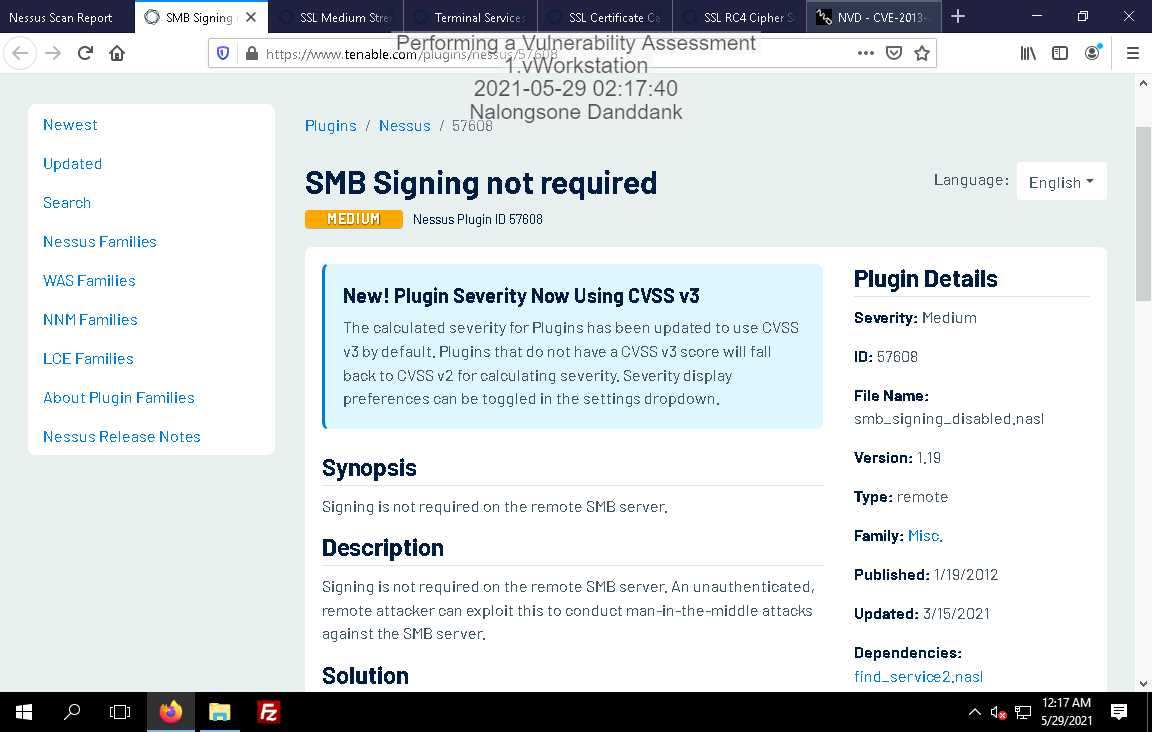 Nessus Scan Report
SMB Signing
SSL Medium Stre
Terminal Services
SSL Certificate Ca
SSL RC4 Cipher S
NVD - CVE-2013-
https://www.tenable.com/plugins/nessus/57608
Performing a Vulnerability Assessment
1.vWorkstation
2021-05-29 02:17:40
Nalongsone Danddank
Newest
Updated
Search
Nessus Families
WAS Families
NNM Families
LCE Families
About Plugin Families
Nessus Release Notes
Plugins / Nessus / 57608
SMB Signing not required
MEDIUM Nessus Plugin ID 57608
Language: English
New! Plugin Severity Now Using CVSS v3
The calculated severity for Plugins has been updated to use CVSS
v3 by default. Plugins that do not have a CVSS v3 score will fall
back to CVSS v2 for calculating severity. Severity display
preferences can be toggled in the settings dropdown.
Synopsis
Signing is not required on the remote SMB server.
Description
Signing is not required on the remote SMB server. An unauthenticated,
remote attacker can exploit this to conduct man-in-the-middle attacks
against the SMB server.
Solution
Plugin Details
Severity: Medium
ID: 57608
File Name:
smb_signing_disabled.nasl
Version: 1.19
Type: remote
Family: Misc.
Published: 1/19/2012
Updated: 3/15/2021
Dependencies:
find_service2.nasl
Fz
12:17 AM
5/29/2021